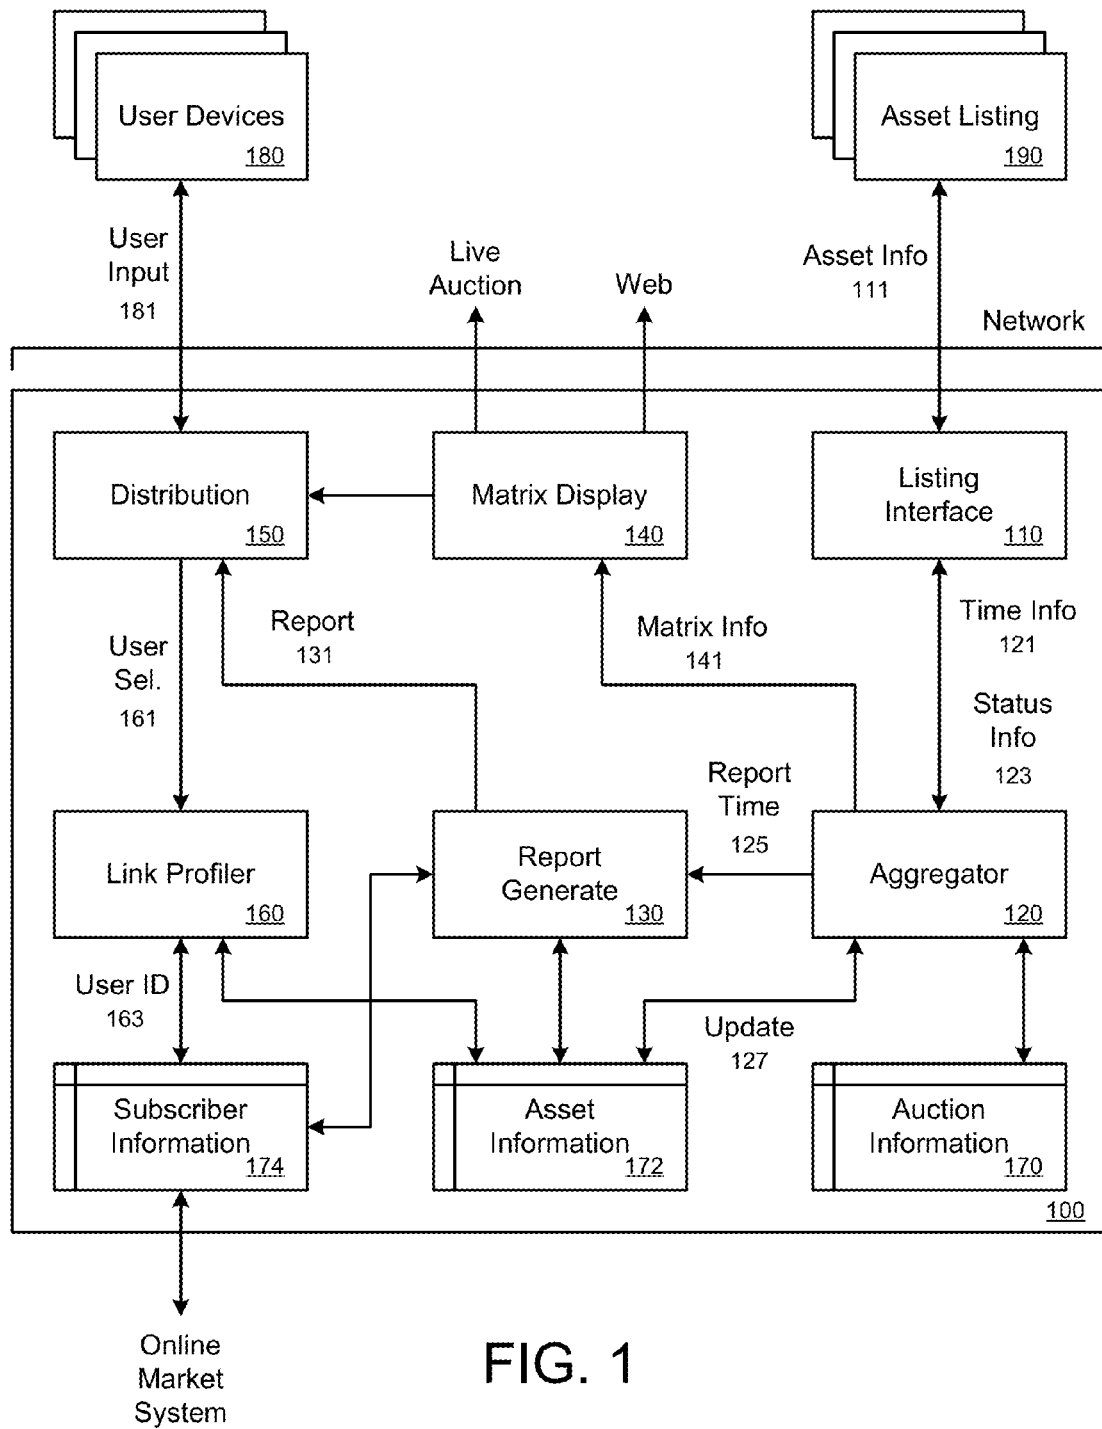 User Devices
180
Asset Listing
190
User
Input
181
Live
Auction
Web
Asset Info
111
Network
Distribution
150
Matrix Display
140
Listing
Interface
110
User
Sel.
161
Report
131
Matrix Info
141
Time Info
121
Status
Info
123
Report
Time
125
Link Profiler
160
Report
Generate
130
Aggregator
120
User ID
163
Update
127
Subscriber
Information
174
Asset
Information
172
Auction
Information
170
100
Online
Market
System
FIG. 1